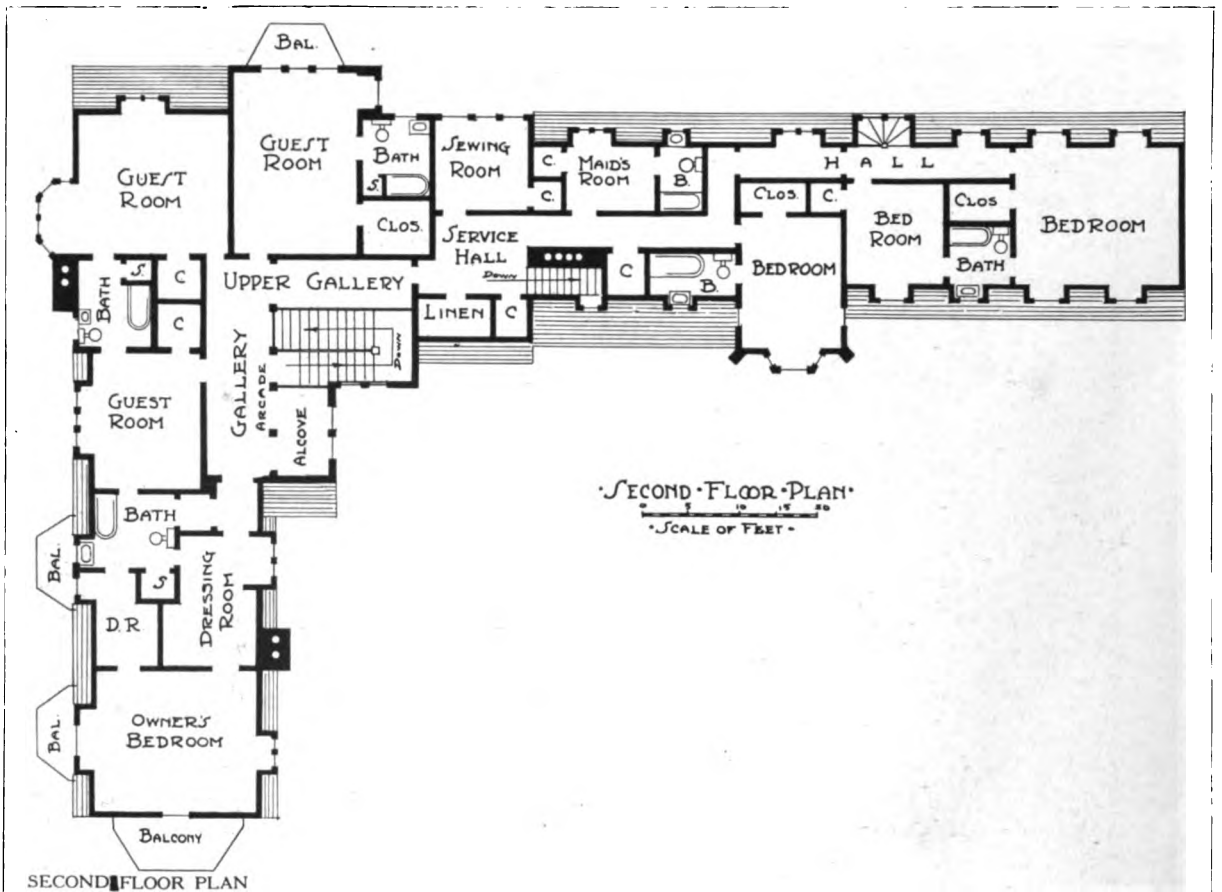 BAL.
GUEST
ROOM
GUEST
ROOM
BATH
S.
CLOS.
SEWING
ROOM
C.
C.
MAID'S
ROOM
B.
HALL
CLOS.
C.
BED
ROOM
CLOS
BATH
BEDROOM
BEDROOM
SERVICE
HALL
DOWN
C
B.
LINEN
C
UPPER GALLERY
S.
BATH
C
C
GALLERY
ARCADE
DOWN
ALCOVE
GUEST
ROOM
BATH
S
BAL.
D.R
DRESSING
ROOM
BAL.
OWNER'S
BEDROOM
BALCONY
·SECOND·FLOOR·PLAN·
0 5 10 15 20
·SCALE OF FEET·
SECOND FLOOR PLAN